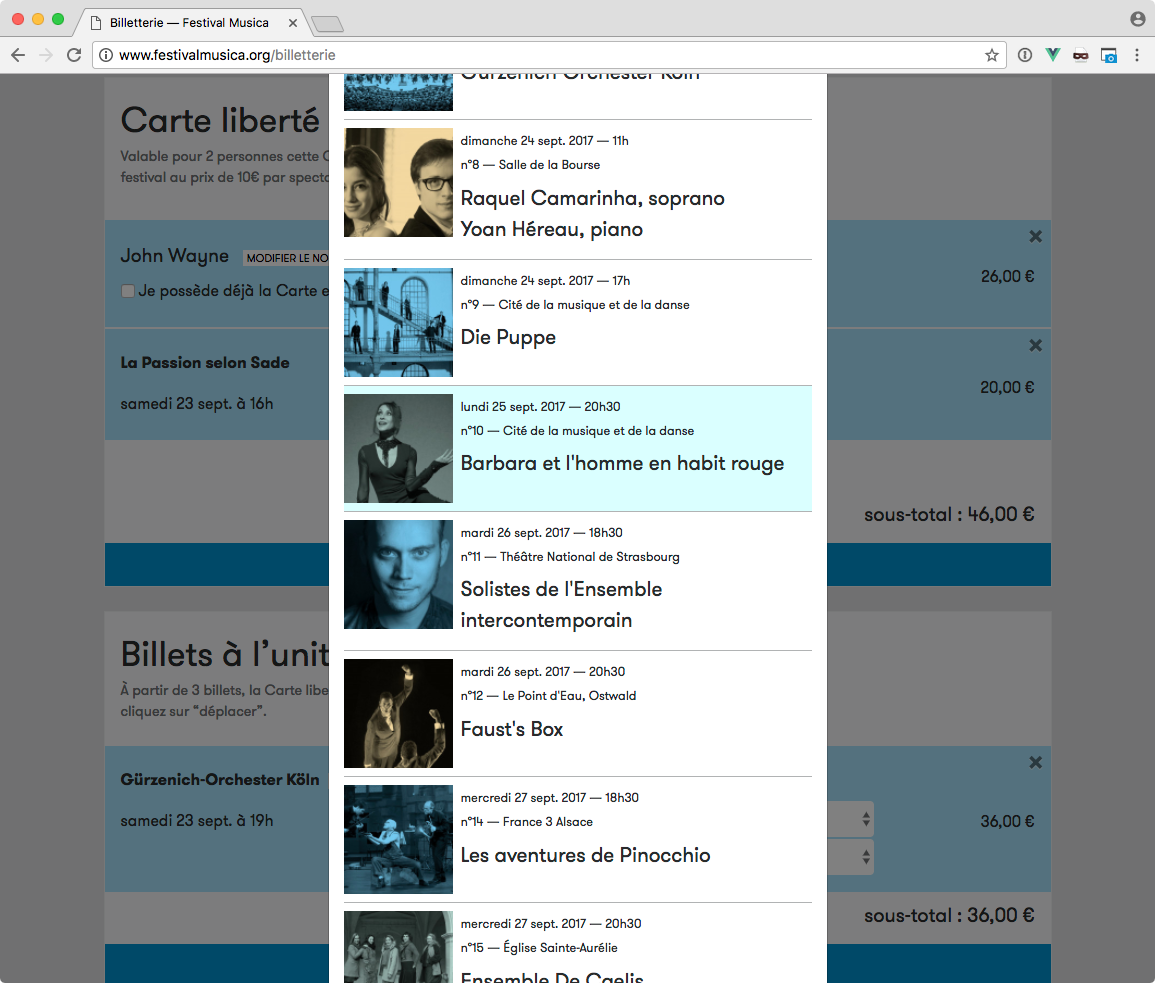 Billetterie — Festival Musica
www.festivalmusica.org/billetterie
Carte liberté
Valable pour 2 personnes cette C
festival au prix de 10€ par specta
John Wayne MODIFIER LE NO
Je possède déjà la Carte e
26,00 €
La Passion selon Sade
samedi 23 sept. à 16h
20,00 €
sous-total : 46,00 €
Billets à l’unit
À partir de 3 billets, la Carte libe
cliquez sur “déplacer”.
Gürzenich-Orchester Köln
samedi 23 sept. à 19h
36,00 €
sous-total : 36,00 €
Gürzenich Orchester Köln
dimanche 24 sept. 2017 — 11h
n°8 — Salle de la Bourse
Raquel Camarinha, soprano
Yoan Héreau, piano
dimanche 24 sept. 2017 — 17h
n°9 — Cité de la musique et de la danse
Die Puppe
lundi 25 sept. 2017 — 20h30
n°10 — Cité de la musique et de la danse
Barbara et l'homme en habit rouge
mardi 26 sept. 2017 — 18h30
n°11 — Théâtre National de Strasbourg
Solistes de l'Ensemble
intercontemporain
mardi 26 sept. 2017 — 20h30
n°12 — Le Point d'Eau, Ostwald
Faust's Box
mercredi 27 sept. 2017 — 18h30
n°14 — France 3 Alsace
Les aventures de Pinocchio
mercredi 27 sept. 2017 — 20h30
n°15 — Église Sainte-Aurélie
Ensemble De Caelis